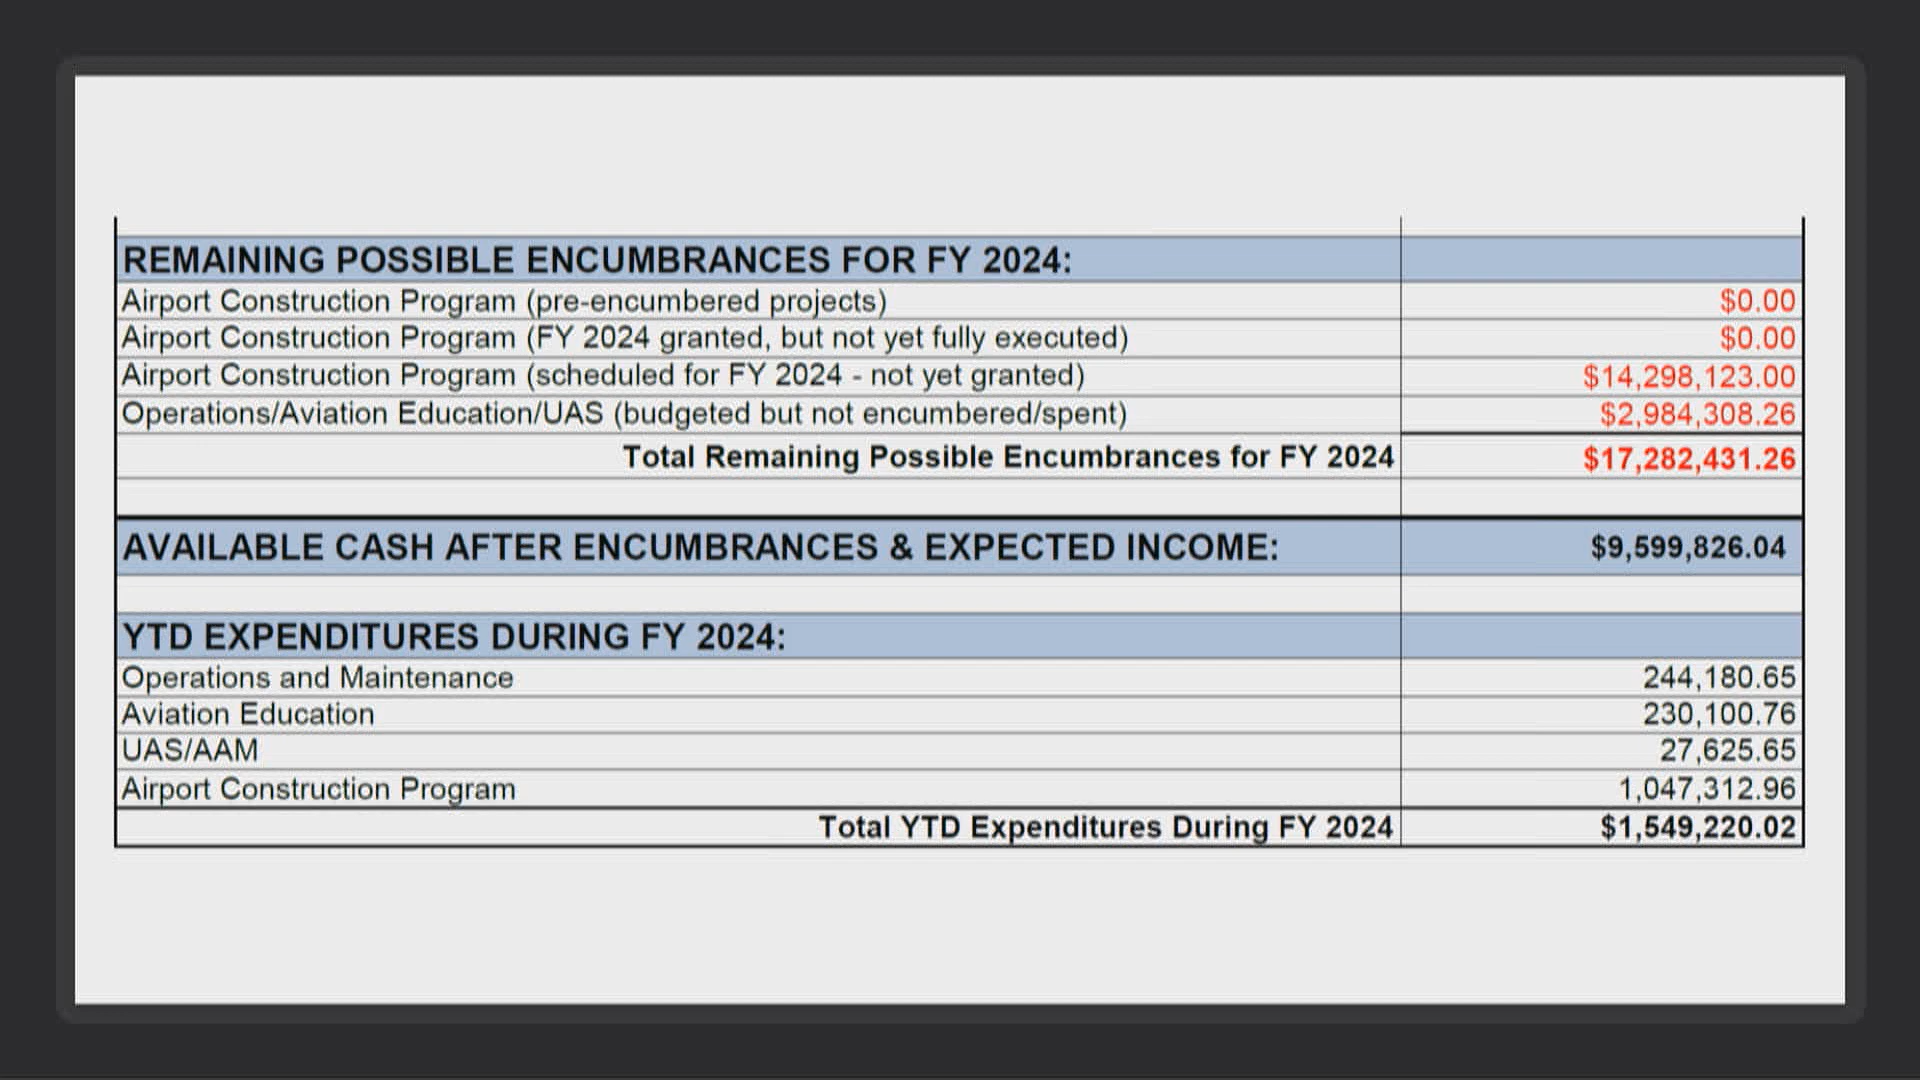 REMAINING POSSIBLE ENCUMBRANCES FOR FY 2024:
Airport Construction Program (pre-encumbered projects) $0.00
Airport Construction Program (FY 2024 granted, but not yet fully executed) $0.00
Airport Construction Program (scheduled for FY 2024 - not yet granted) $14,298,123.00
Operations/Aviation Education/UAS (budgeted but not encumbered/spent) $2,984,308.26
Total Remaining Possible Encumbrances for FY 2024 $17,282,431.26
AVAILABLE CASH AFTER ENCUMBRANCES & EXPECTED INCOME: $9,599,826.04
YTD EXPENDITURES DURING FY 2024:
Operations and Maintenance 244,180.65
Aviation Education 230,100.76
UAS/AAM 27,625.65
Airport Construction Program 1,047,312.96
Total YTD Expenditures During FY 2024 $1,549,220.02